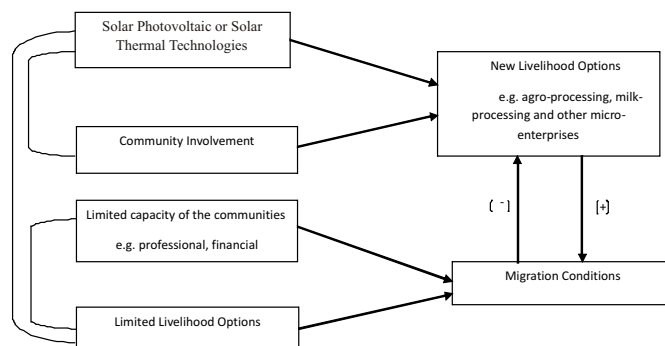 Solar Photovoltaic or Solar
Thermal Technologies
New Livelihood Options
e.g. agro-processing, milk-
processing and other micro-
enterprises
Community Involvement
Limited capacity of the communities
e.g. professional, financial
[-]
[+]
Migration Conditions
Limited Livelihood Options